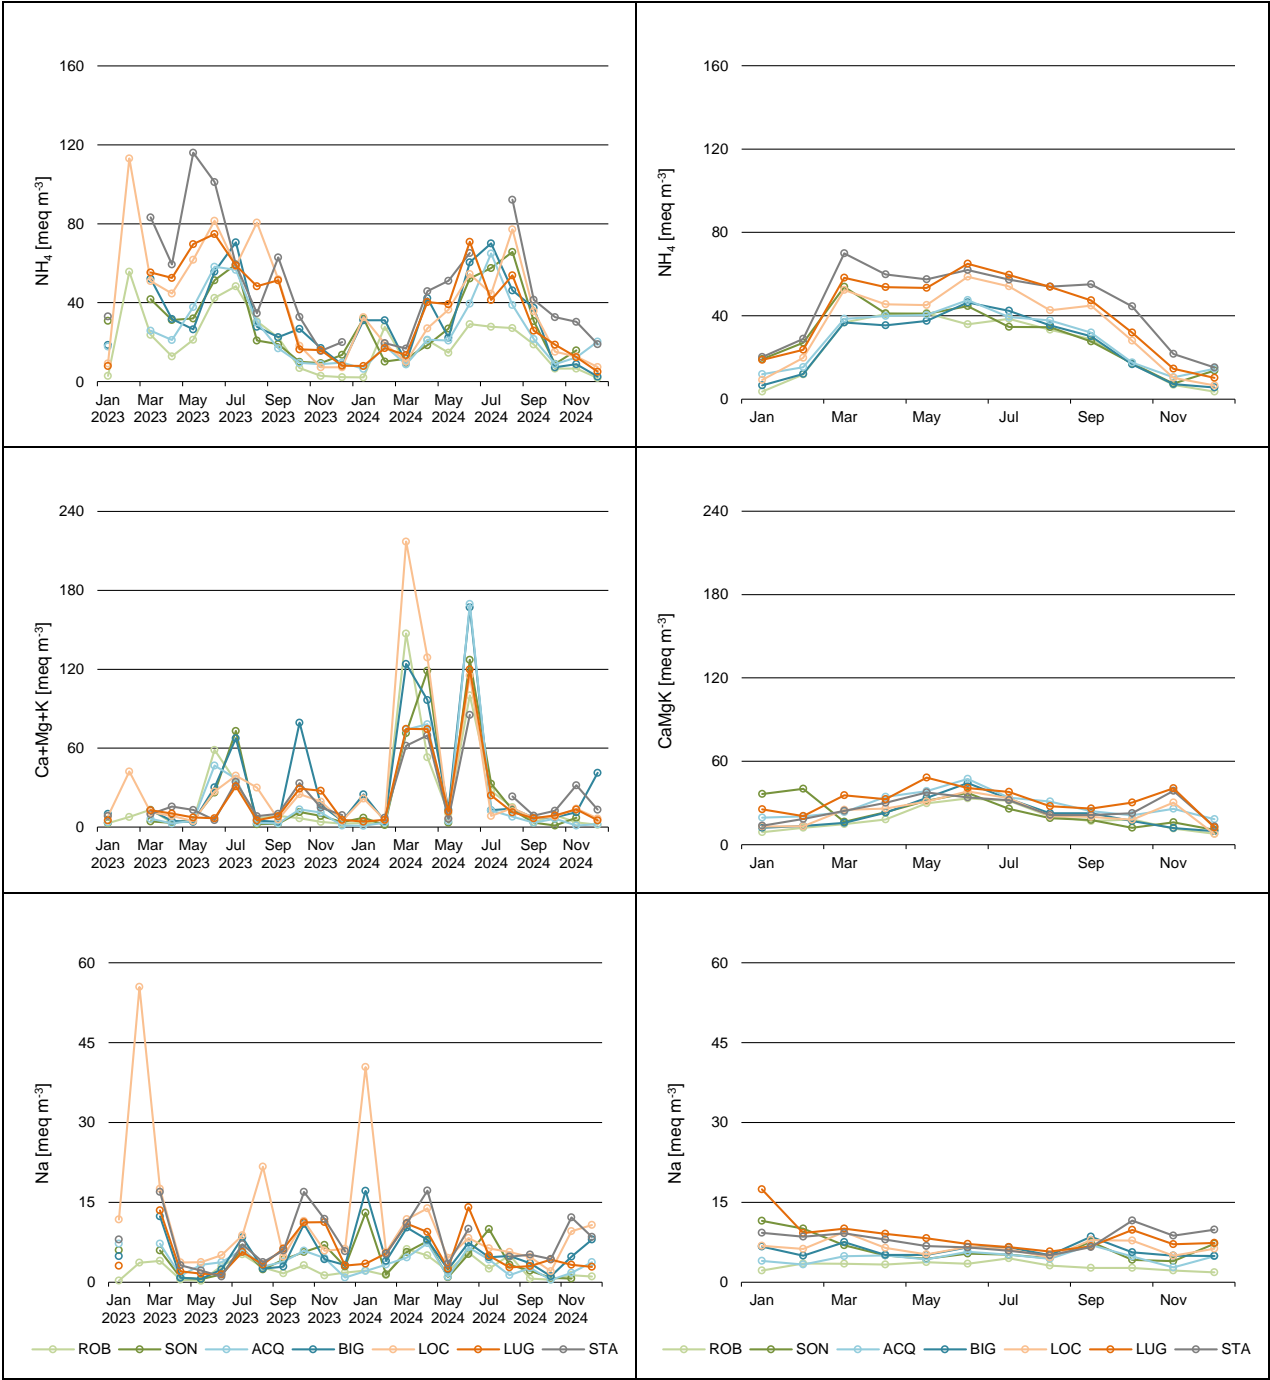 160
120
80
40
0
NH4 [meq m-3]
Jan Mar May Jul Sep Nov Jan Mar May Jul Sep Nov
2023 2023 2023 2023 2023 2023 2024 2024 2024 2024 2024 2024
160
120
80
40
0
NH4 [meq m-3]
Jan Mar May Jul Sep Nov
240
180
120
60
0
Ca+Mg+K [meq m-3]
Jan Mar May Jul Sep Nov Jan Mar May Jul Sep Nov
2023 2023 2023 2023 2023 2023 2024 2024 2024 2024 2024 2024
240
180
120
60
0
CaMgK [meq m-3]
Jan Mar May Jul Sep Nov
60
45
30
15
0
Na [meq m-3]
Jan Mar May Jul Sep Nov Jan Mar May Jul Sep Nov
2023 2023 2023 2023 2023 2023 2024 2024 2024 2024 2024 2024
ROB SON ACQ BIG LOC LUG STA
60
45
30
15
0
Na [meq m-3]
Jan Mar May Jul Sep Nov
ROB SON ACQ BIG LOC LUG STA